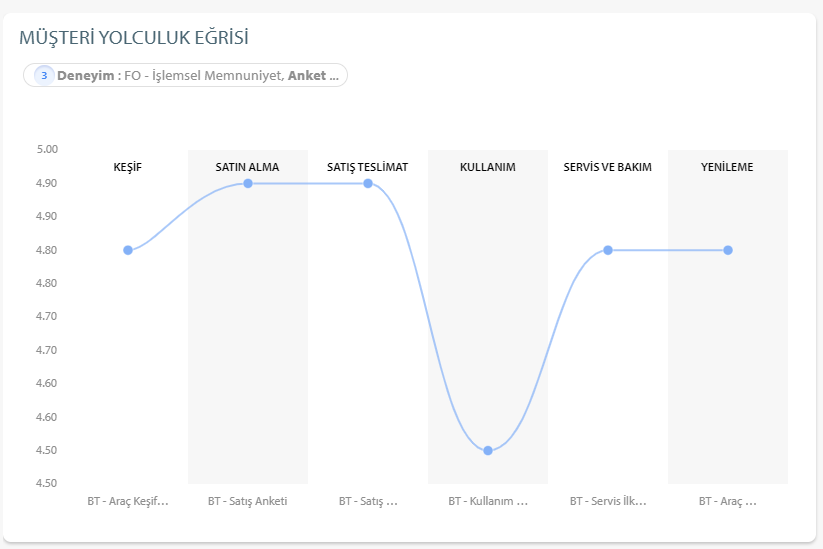 MÜŞTERİ YOLCULUK EĞRİSİ
3 Deneyim : FO - İşlemsel Memnuniyet, Anket ...
5.00
KEŞİF SATIN ALMA SATIŞ TESLİMAT KULLANIM SERVİS VE BAKIM YENİLEME
4.90
4.90
4.80
4.80
4.70
4.70
4.60
4.60
4.50
4.50
BT - Araç Keşif... BT - Satış Anketi BT - Satış ... BT - Kullanım ... BT - Servis İlk... BT - Araç ...